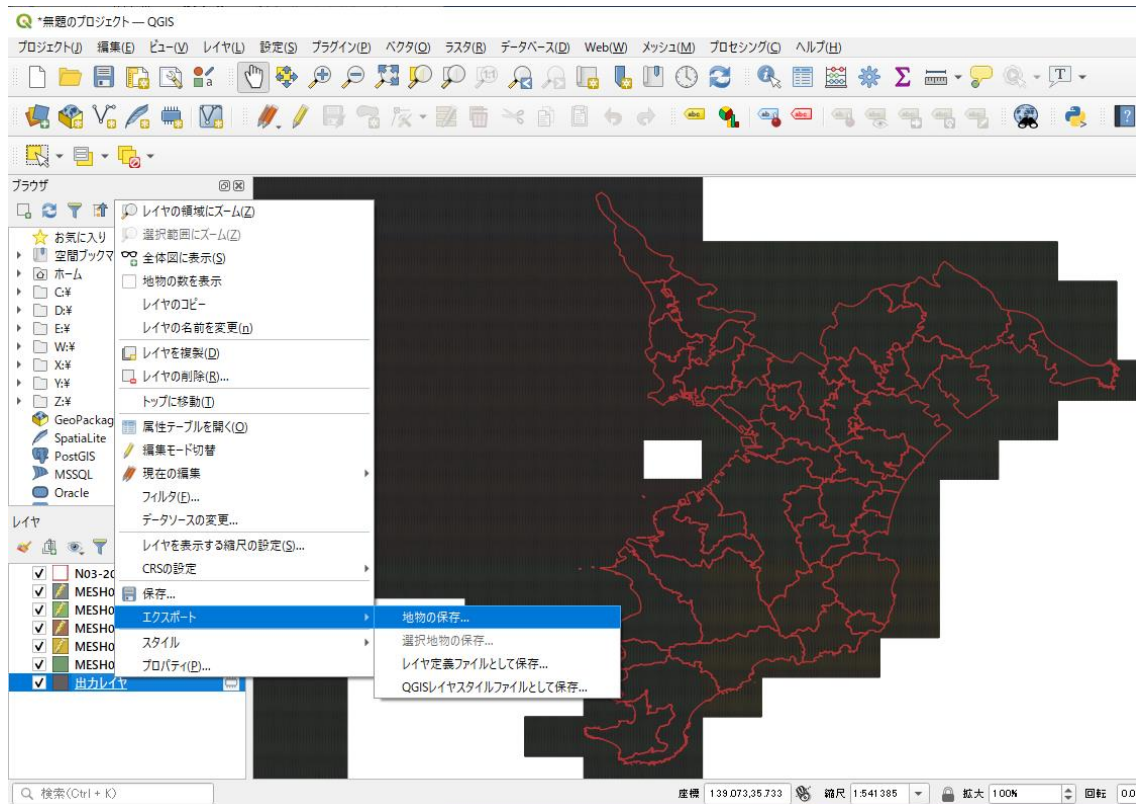 *無題のプロジェクト — QGIS
プロジェクト(J) 編集(E) ビュー(V) レイヤ(L) 設定(S) プラグイン(P) ベクタ(O) ラスタ(R) データベース(D) Web(W) メッシュ(M) プロセシング(C) ヘルプ(H)
ブラウザ
お気に入り
空間ブックマ
ホーム
C:¥
D:¥
E:¥
W:¥
X:¥
Y:¥
Z:¥
GeoPackag
SpatiaLite
PostGIS
MSSQL
Oracle
レイヤの領域にズーム(Z)
選択範囲にズーム(Z)
全体図に表示(S)
地物の数を表示
レイヤのコピー
レイヤの名前を変更(n)
レイヤを複製(D)
レイヤの削除(R)...
トップに移動(T)
属性テーブルを開く(O)
編集モード切替
現在の編集
フィルタ(F)...
データソースの変更...
レイヤを表示する縮尺の設定(S)...
CRSの設定
保存...
エクスポート
スタイル
プロパティ(P)...
地物の保存...
選択地物の保存...
レイヤ定義ファイルとして保存...
QGISレイヤスタイルファイルとして保存...
レイヤ
N03-20
MESH0
MESH0
MESH0
MESH0
MESH0
出力レイヤ
検索(Ctrl + K)
座標 139.073,35.733 縮尺 1:541385 拡大 100% 回転 0.0